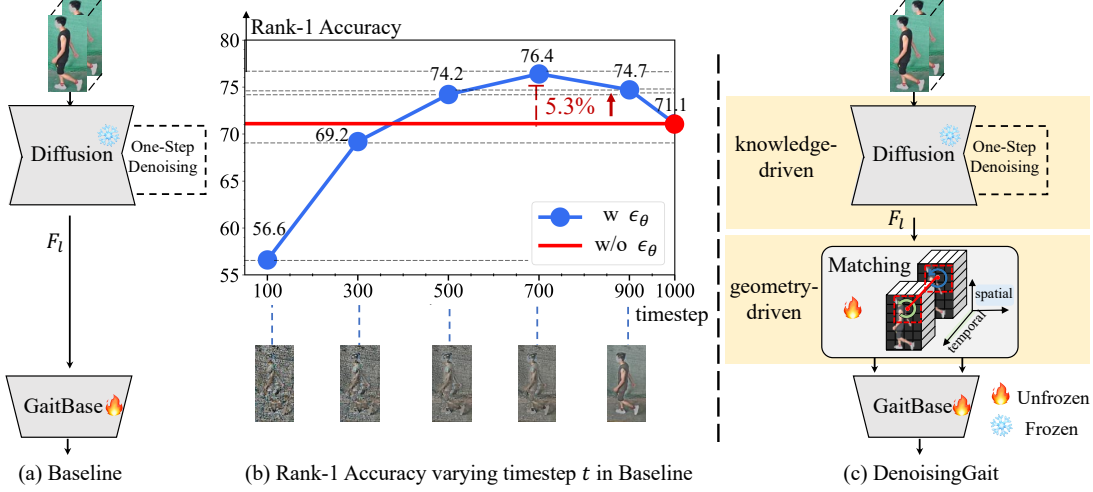 Diffusion
One-Step
Denoising
F_l
GaitBase
(a) Baseline
Rank-1 Accuracy
80
75
70
65
60
55
56.6
69.2
74.2
76.4
74.7
71.1
5.3%
w ϵ_θ
w/o ϵ_θ
100 300 500 700 900 1000
timestep
(b) Rank-1 Accuracy varying timestep t in Baseline
knowledge-
driven
Diffusion
One-Step
Denoising
F_l
geometry-
driven
Matching
spatial
temporal
GaitBase
Unfrozen
Frozen
(c) DenoisingGait